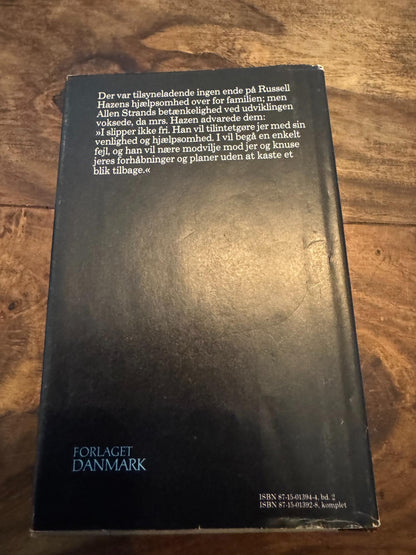 Der var tilsyneladende ingen ende på Russell
Hazens hjælpsomhed over for familien; men
Allen Strands betænkelighed ved udviklingen
voksede, da mrs. Hazen advarede dem:
»I slipper ikke fri. Han vil tilintetgøre jer med sin
venlighed og hjælpsomhed. I vil begå en enkelt
fejl, og han vil nære modvilje mod jer og knuse
jeres forhåbninger og planer uden at kaste et
blik tilbage.«
FORLAGET
DANMARK
ISBN 87-15-01394-4, bd. 2
ISBN 87-15-01392-8, komplet